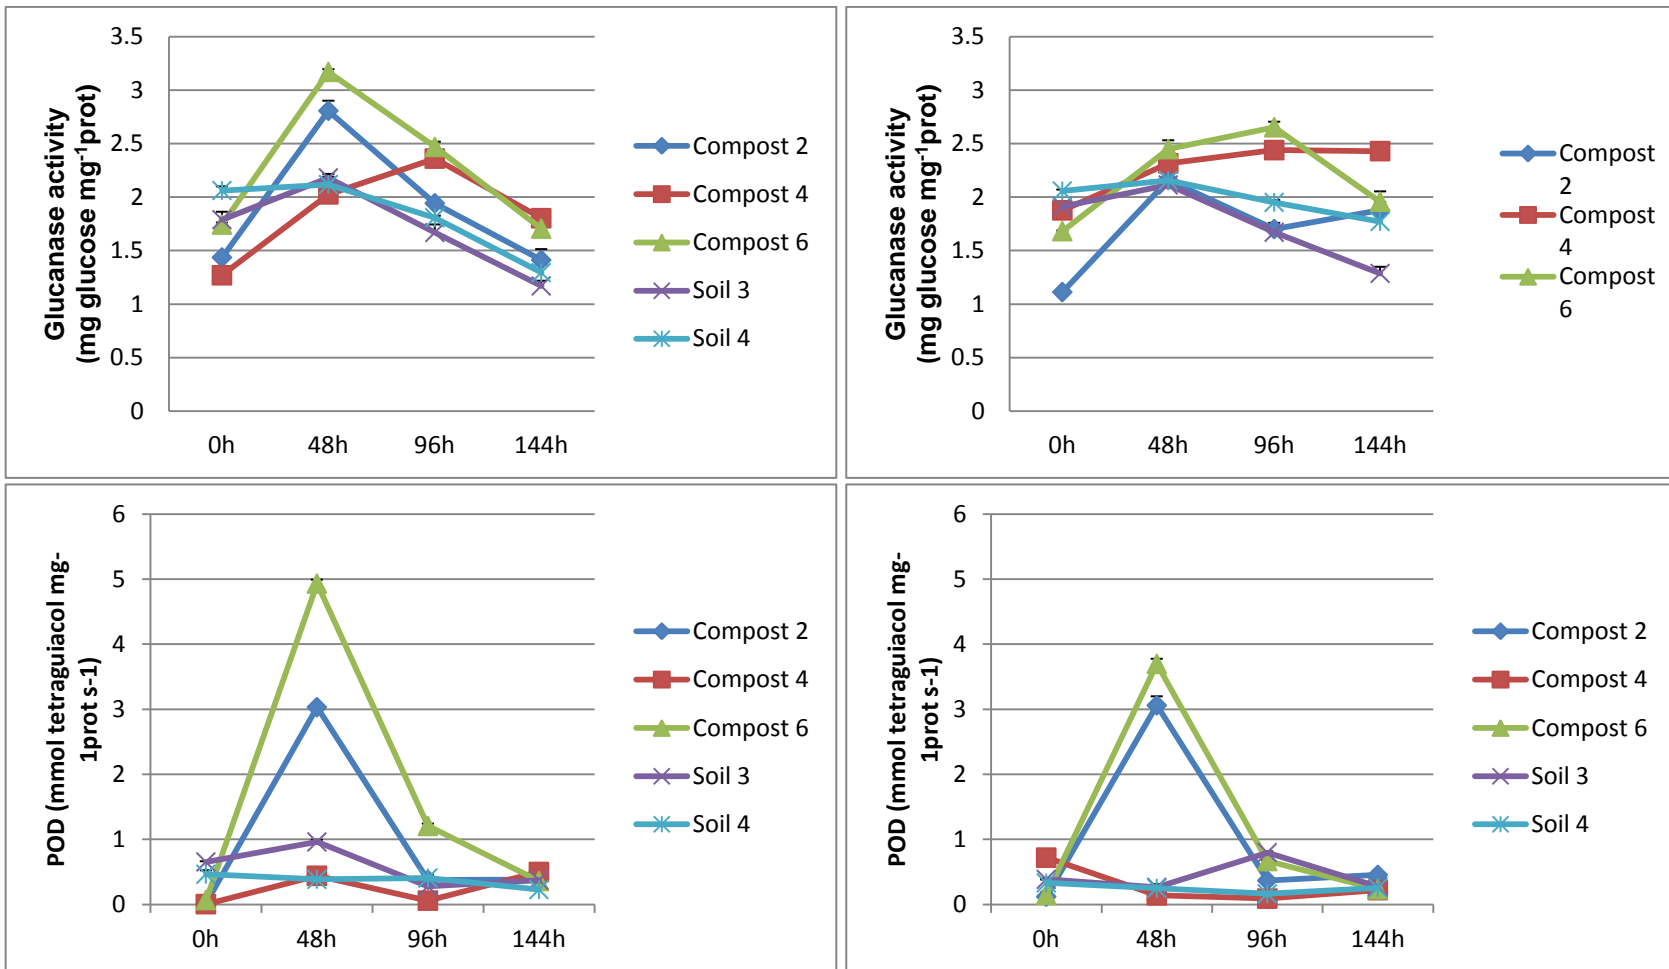 3.5
3
2.5
2
1.5
1
0.5
0
Glucanase activity
(mg glucose mg-1prot)
0h 48h 96h 144h
Compost 2
Compost 4
Compost 6
Soil 3
Soil 4
3.5
3
2.5
2
1.5
1
0.5
0
Glucanase activity
(mg glucose mg-1prot)
0h 48h 96h 144h
Compost
2
Compost
4
Compost
6
6
5
4
3
2
1
0
POD (mmol tetraguiacol mg-
1prot s-1)
0h 48h 96h 144h
Compost 2
Compost 4
Compost 6
Soil 3
Soil 4
6
5
4
3
2
1
0
POD (mmol tetraguiacol mg-
1prot s-1)
0h 48h 96h 144h
Compost 2
Compost 4
Compost 6
Soil 3
Soil 4